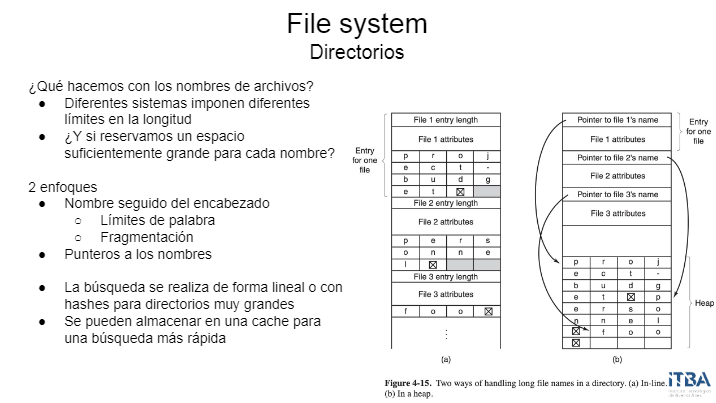 File system
Directorios
¿Qué hacemos con los nombres de archivos?
● Diferentes sistemas imponen diferentes
límites en la longitud
● ¿Y si reservamos un espacio
suficientemente grande para cada nombre?
2 enfoques
● Nombre seguido del encabezado
○ Límites de palabra
○ Fragmentación
● Punteros a los nombres
● La búsqueda se realiza de forma lineal o con
hashes para directorios muy grandes
● Se pueden almacenar en una cache para
una búsqueda más rápida
Entry
for one
file
File 1 entry length
File 1 attributes
p r o j
e c t -
b u d g
e t
File 2 entry length
File 2 attributes
p e r s
o n n e
l
File 3 entry length
File 3 attributes
f o o
⋮
(a)
Pointer to file 1's name
File 1 attributes
Pointer to file 2's name
File 2 attributes
Pointer to file 3's name
File 3 attributes
Entry
for one
file
p r o j
e c t -
b u d g
e t p
e r s o
n n e l
f o o
Heap
(b)
Figure 4-15. Two ways of handling long file names in a directory. (a) In-line.
(b) In a heap.
ITBA